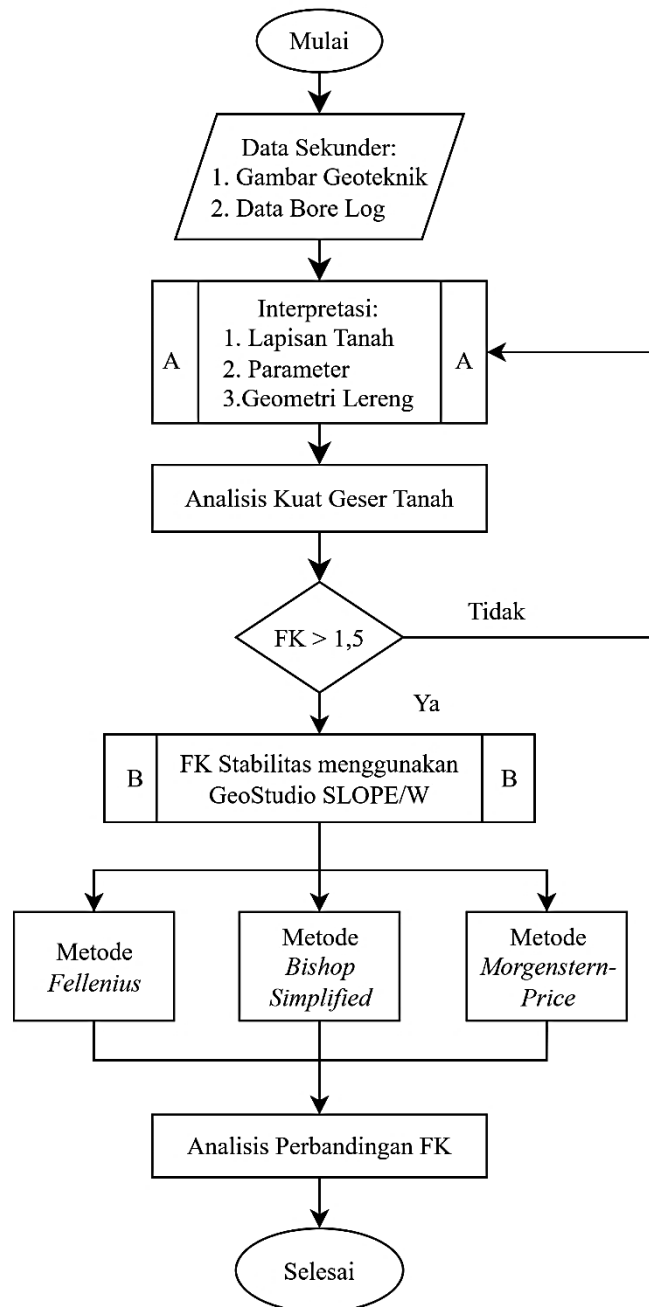 Mulai
Data Sekunder:
1. Gambar Geoteknik
2. Data Bore Log
A
Interpretasi:
1. Lapisan Tanah
2. Parameter
3.Geometri Lereng
A
Analisis Kuat Geser Tanah
FK > 1,5
Tidak
Ya
B
FK Stabilitas menggunakan
GeoStudio SLOPE/W
B
Metode
Fellenius
Metode
Bishop
Simplified
Metode
Morgenstern-
Price
Analisis Perbandingan FK
Selesai